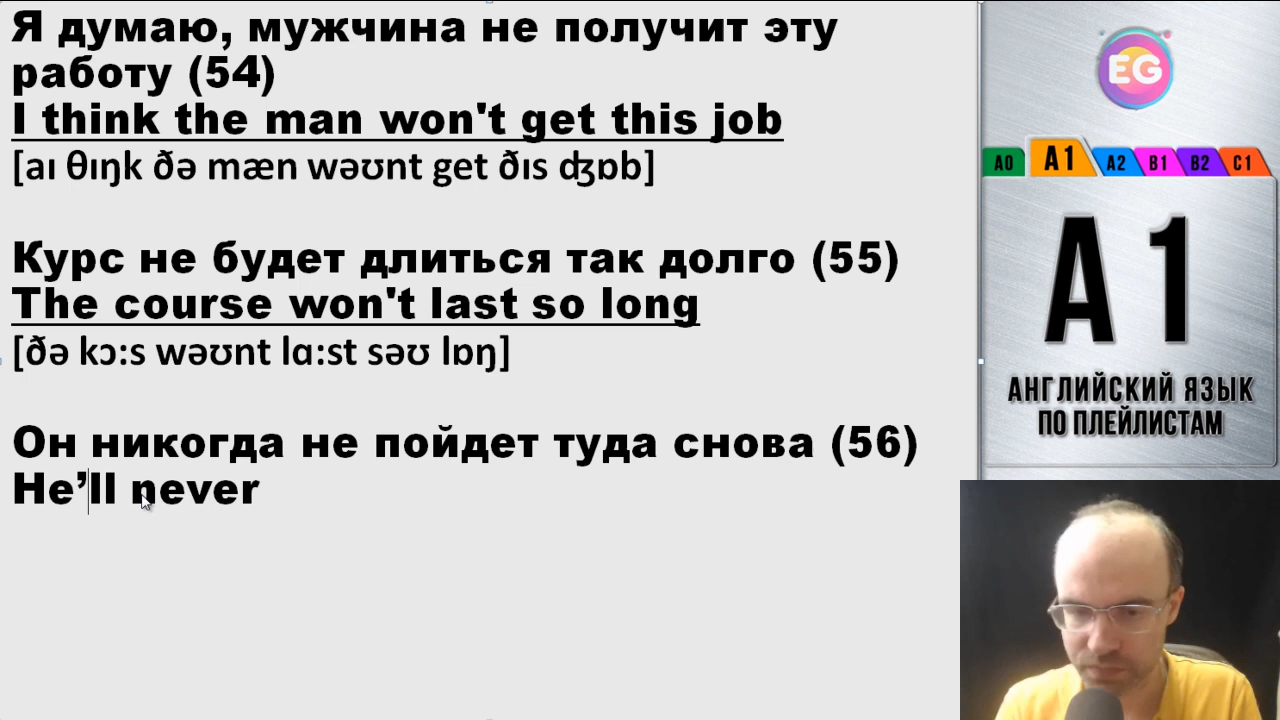 Я думаю, мужчина не получит эту
работу (54)
I think the man won't get this job
[aɪ θɪŋk ðə mæn wəʊnt get ðɪs ʤɒb]
Курс не будет длиться так долго (55)
The course won't last so long
[ðə kɔ:s wəʊnt lɑ:st səʊ lɒŋ]
Он никогда не пойдет туда снова (56)
He’ll never
EG
A0 A1 A2 B1 B2 C1
A 1
АНГЛИЙСКИЙ ЯЗЫК
ПО ПЛЕЙЛИСТАМ